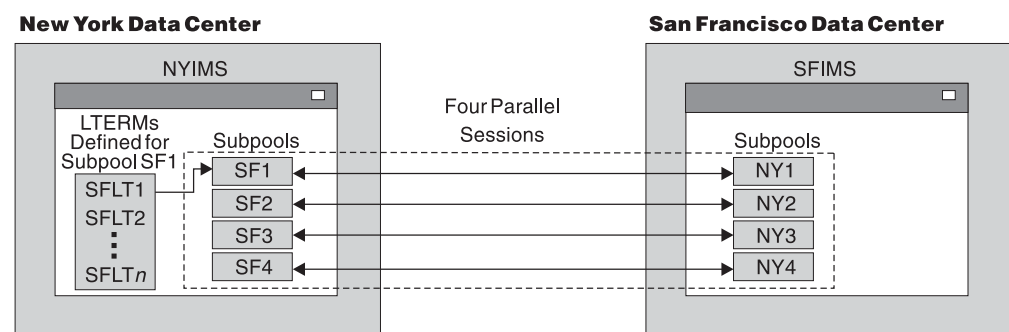 New York Data Center
San Francisco Data Center
NYIMS
SFIMS
Four Parallel
Sessions
LTERMs
Defined for
Subpool SF1
SFLT1
SFLT2
SFLTn
Subpools
SF1
SF2
SF3
SF4
Subpools
NY1
NY2
NY3
NY4